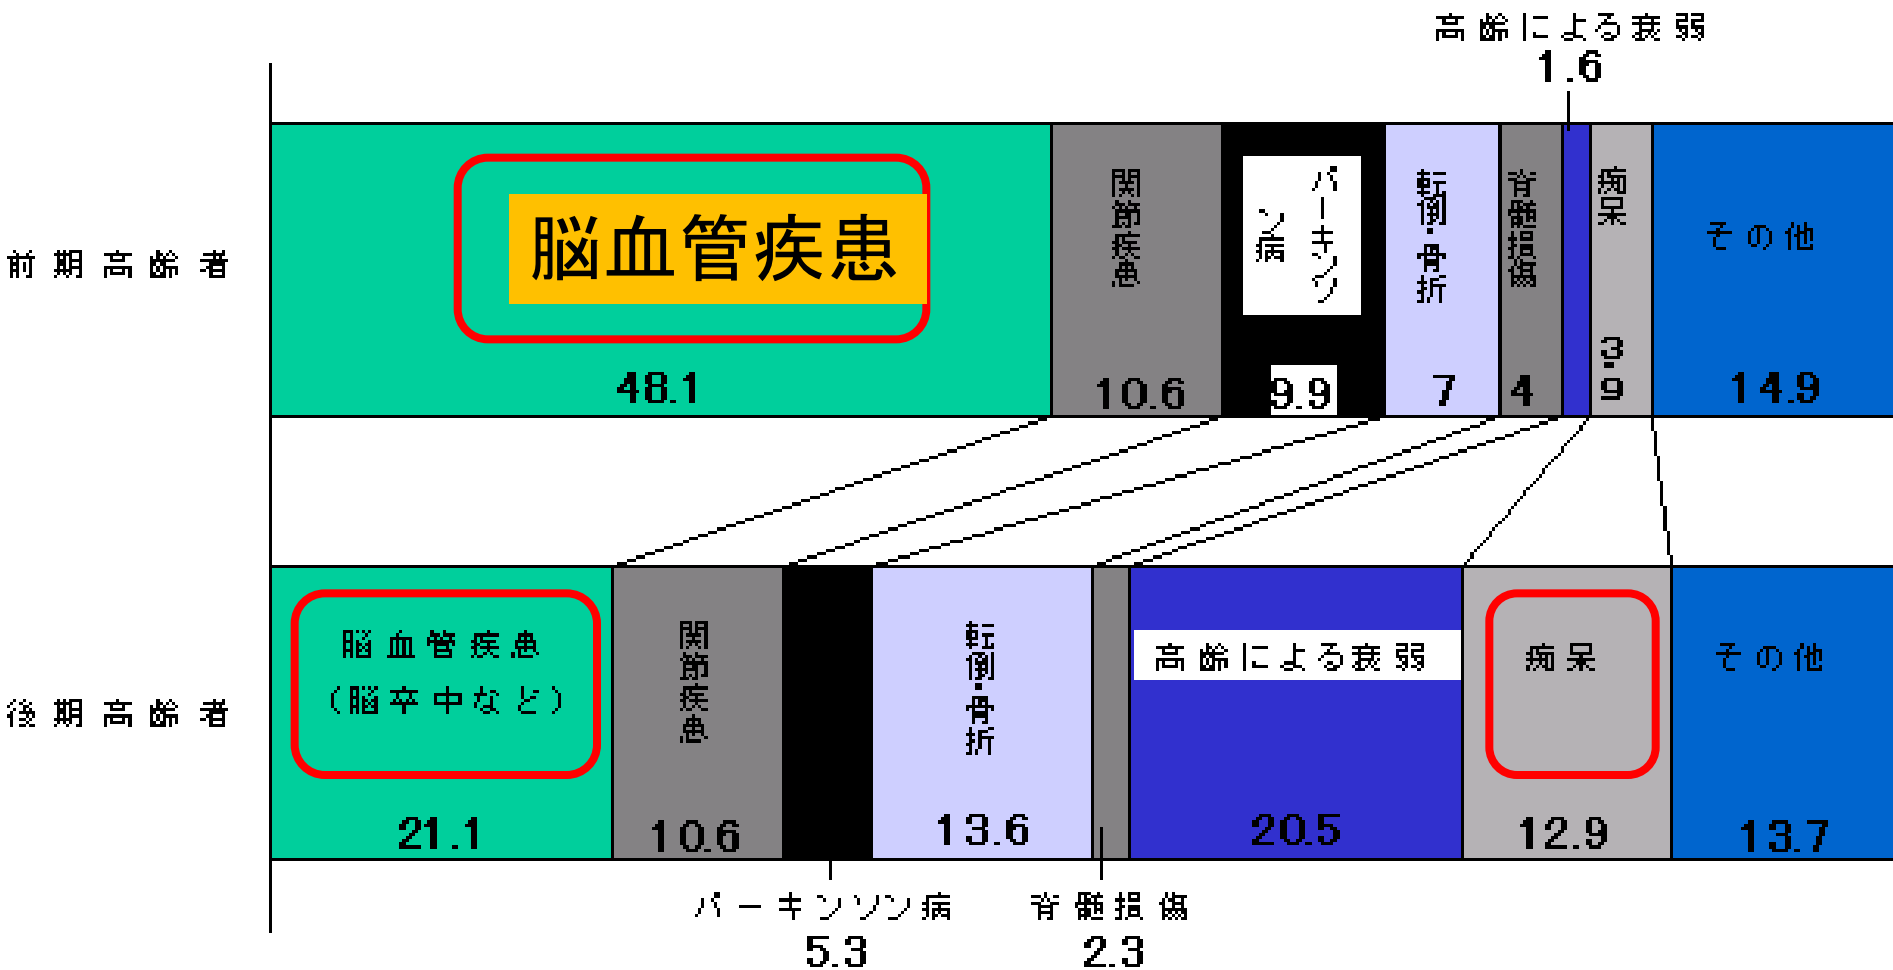 高齢による衰弱
1.6
前期高齢者
脳血管疾患
48.1
関節疾患
10.6
パーキンソン病
9.9
転倒・骨折
7
脊髄損傷
4
痴呆
3.9
その他
14.9
後期高齢者
脳血管疾患
（脳卒中など）
21.1
関節疾患
10.6
転倒・骨折
13.6
高齢による衰弱
20.5
痴呆
12.9
その他
13.7
パーキンソン病
5.3
脊髄損傷
2.3